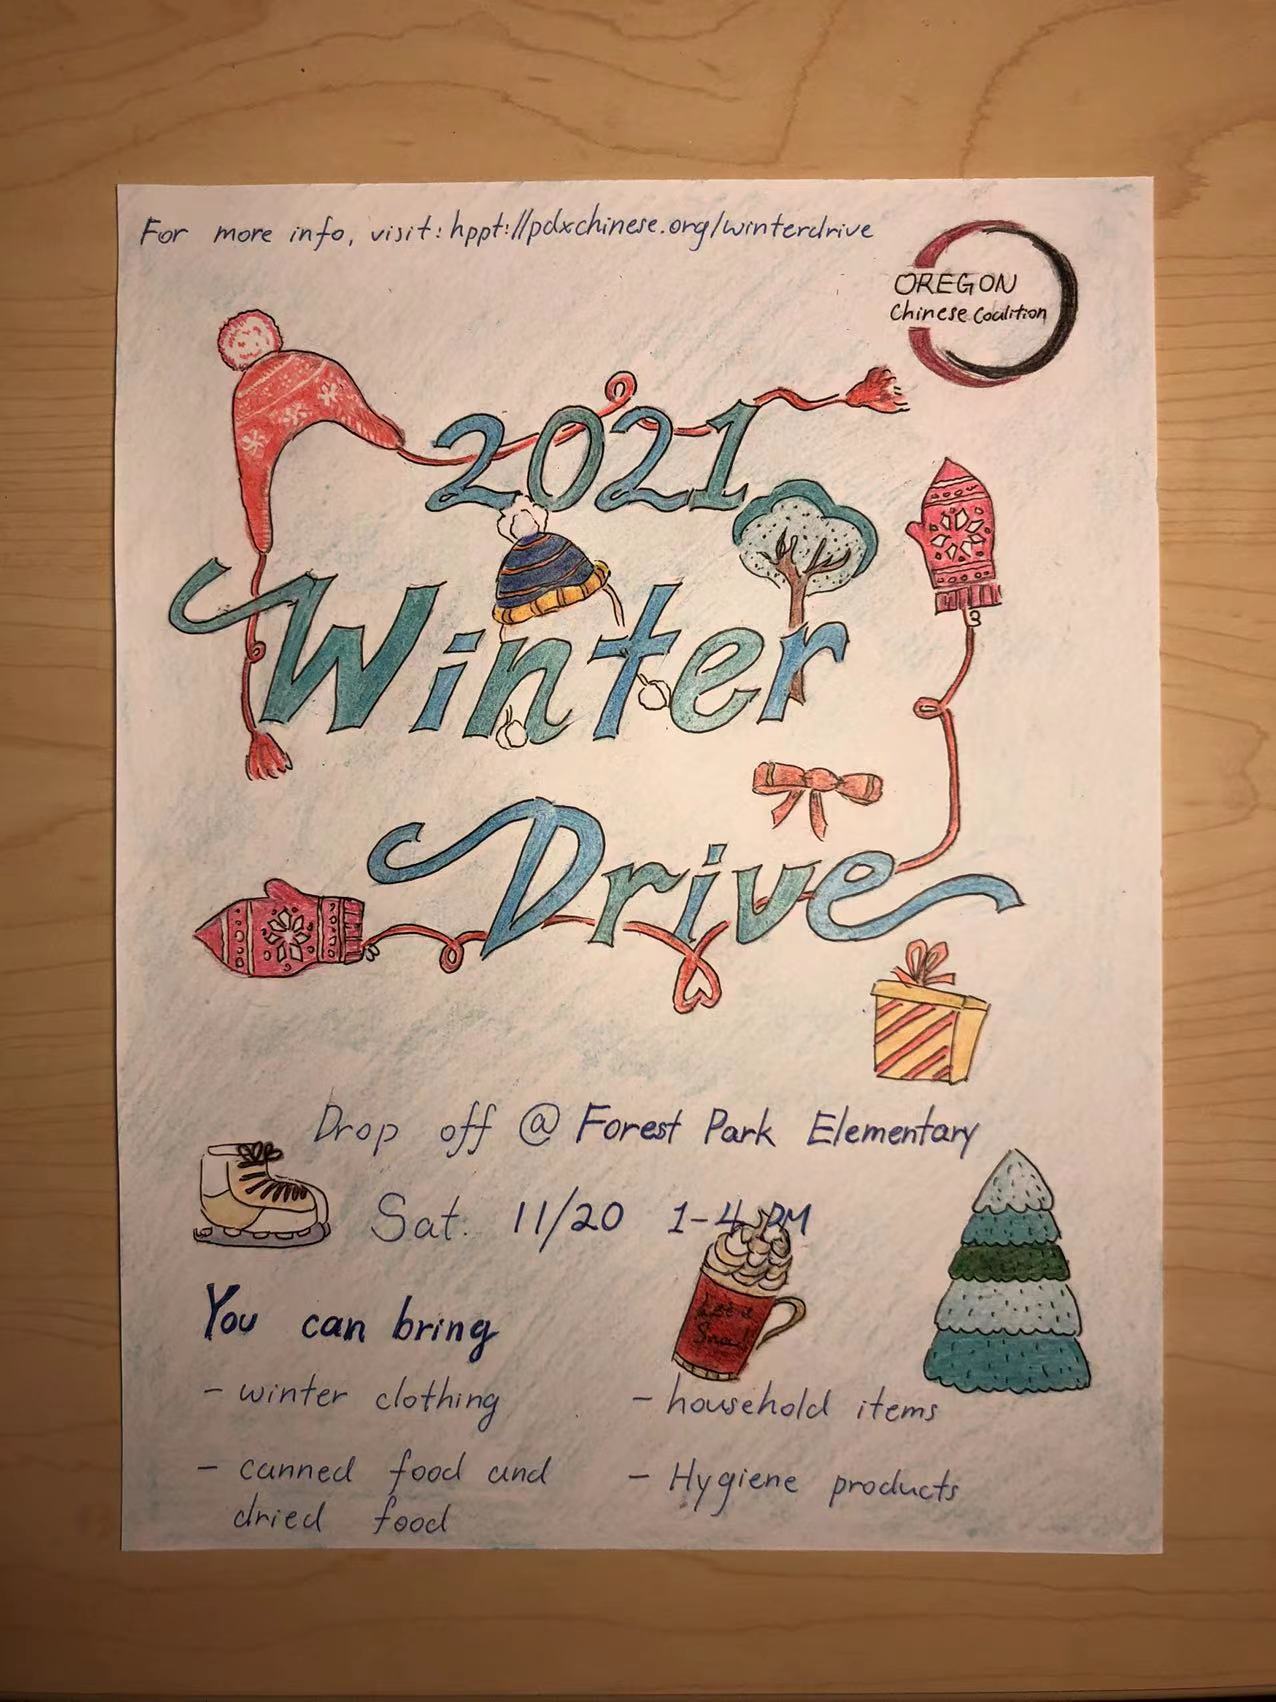 For more info, visit: hppt://pdxchinese.org/winterdrive
OREGON
Chinese Coalition
2021
Winter
Drive
Drop off @ Forest Park Elementary
Sat. 11/20 1-4 PM
Let it
Snow!
You can bring
- winter clothing
- canned food and
dried food
- household items
- Hygiene products